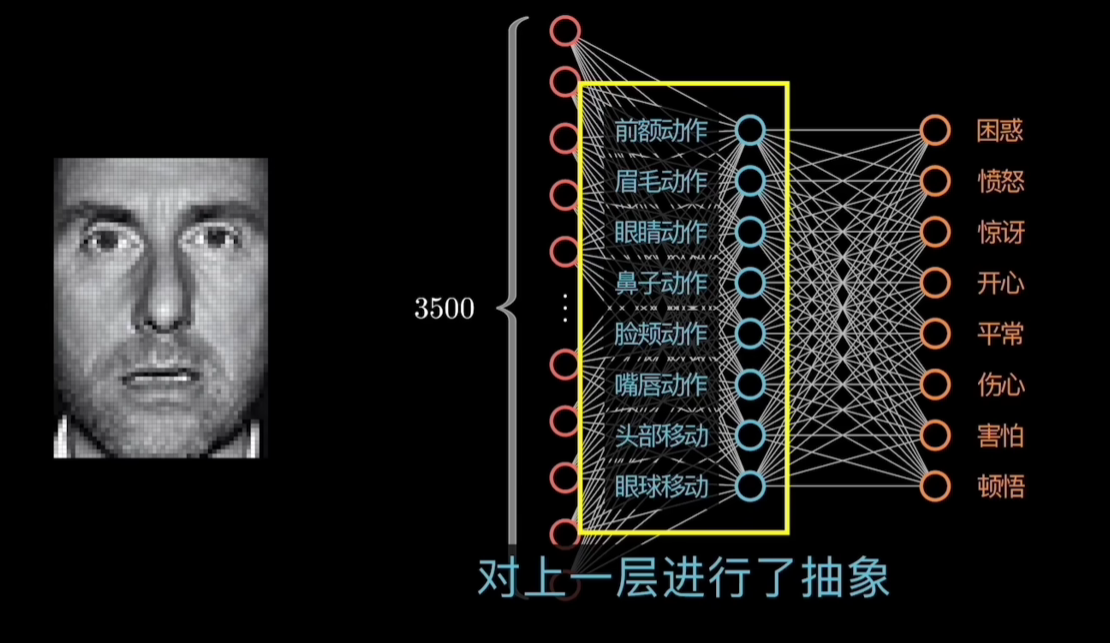 3500
前额动作
眉毛动作
眼睛动作
鼻子动作
脸颊动作
嘴唇动作
头部移动
眼球移动
困惑
愤怒
惊讶
开心
平常
伤心
害怕
顿悟
对上一层进行了抽象